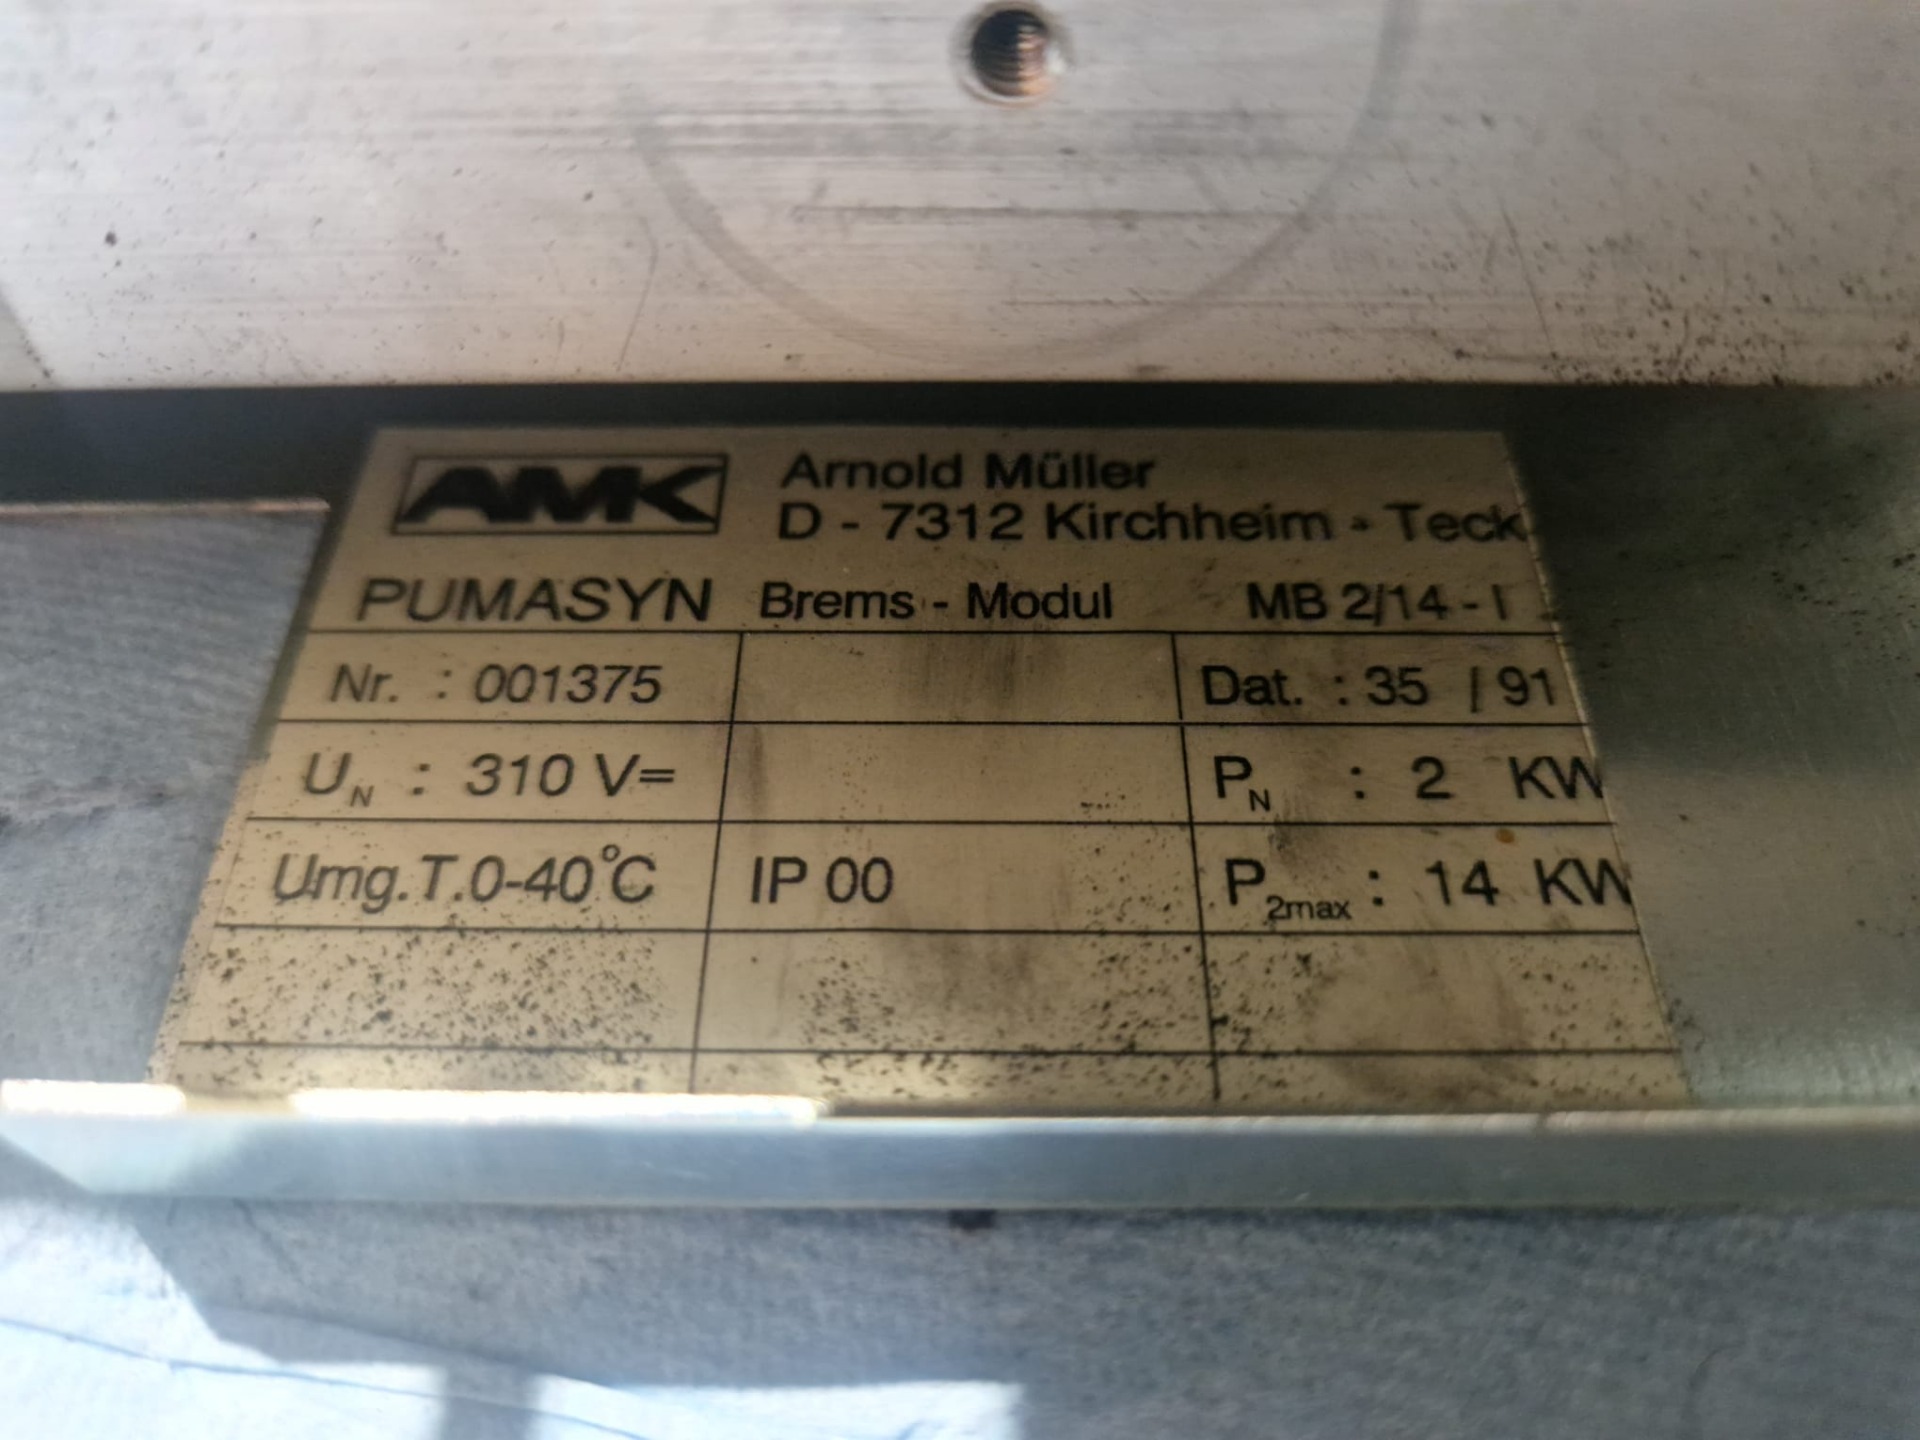 AMK Arnold Müller
D - 7312 Kirchheim - Teck
PUMASYN Brems - Modul MB 2/14 - I
Nr. : 001375 Dat. : 35 / 91
UN : 310 V= PN : 2 KW
Umg.T.0-40°C IP 00 P2max : 14 KW